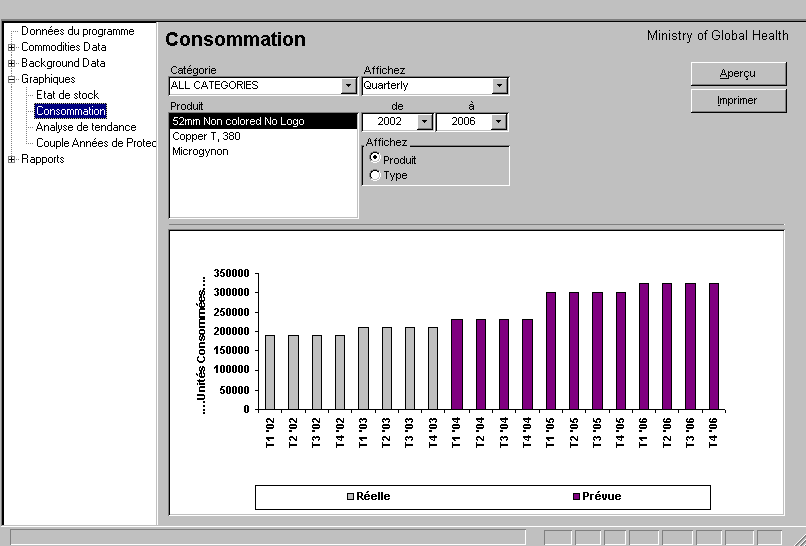 Données du programme
Commodities Data
Background Data
Graphiques
Etat de stock
Consommation
Analyse de tendance
Couple Années de Protec
Rapports
Consommation
Ministry of Global Health
Catégorie
ALL CATEGORIES
Affichez
Quarterly
Aperçu
Imprimer
Produit
52mm Non colored No Logo
Copper T, 380
Microgynon
de
à
2002
2006
Affichez
Produit
Type
....Unités Consommées....
350000
300000
250000
200000
150000
100000
50000
0
T1 '02
T2 '02
T3 '02
T4 '02
T1 '03
T2 '03
T3 '03
T4 '03
T1 '04
T2 '04
T3 '04
T4 '04
T1 '05
T2 '05
T3 '05
T4 '05
T1 '06
T2 '06
T3 '06
T4 '06
Réelle
Prévue